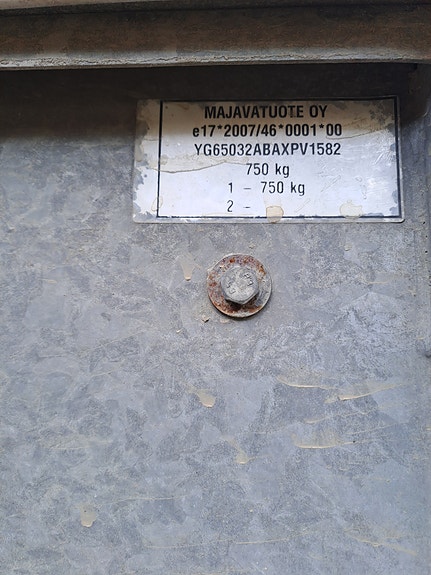 MAJAVATUOTE OY
e17*2007/46*0001*00
YG65032ABAXPV1582
750 kg
1 - 750 kg
2 -